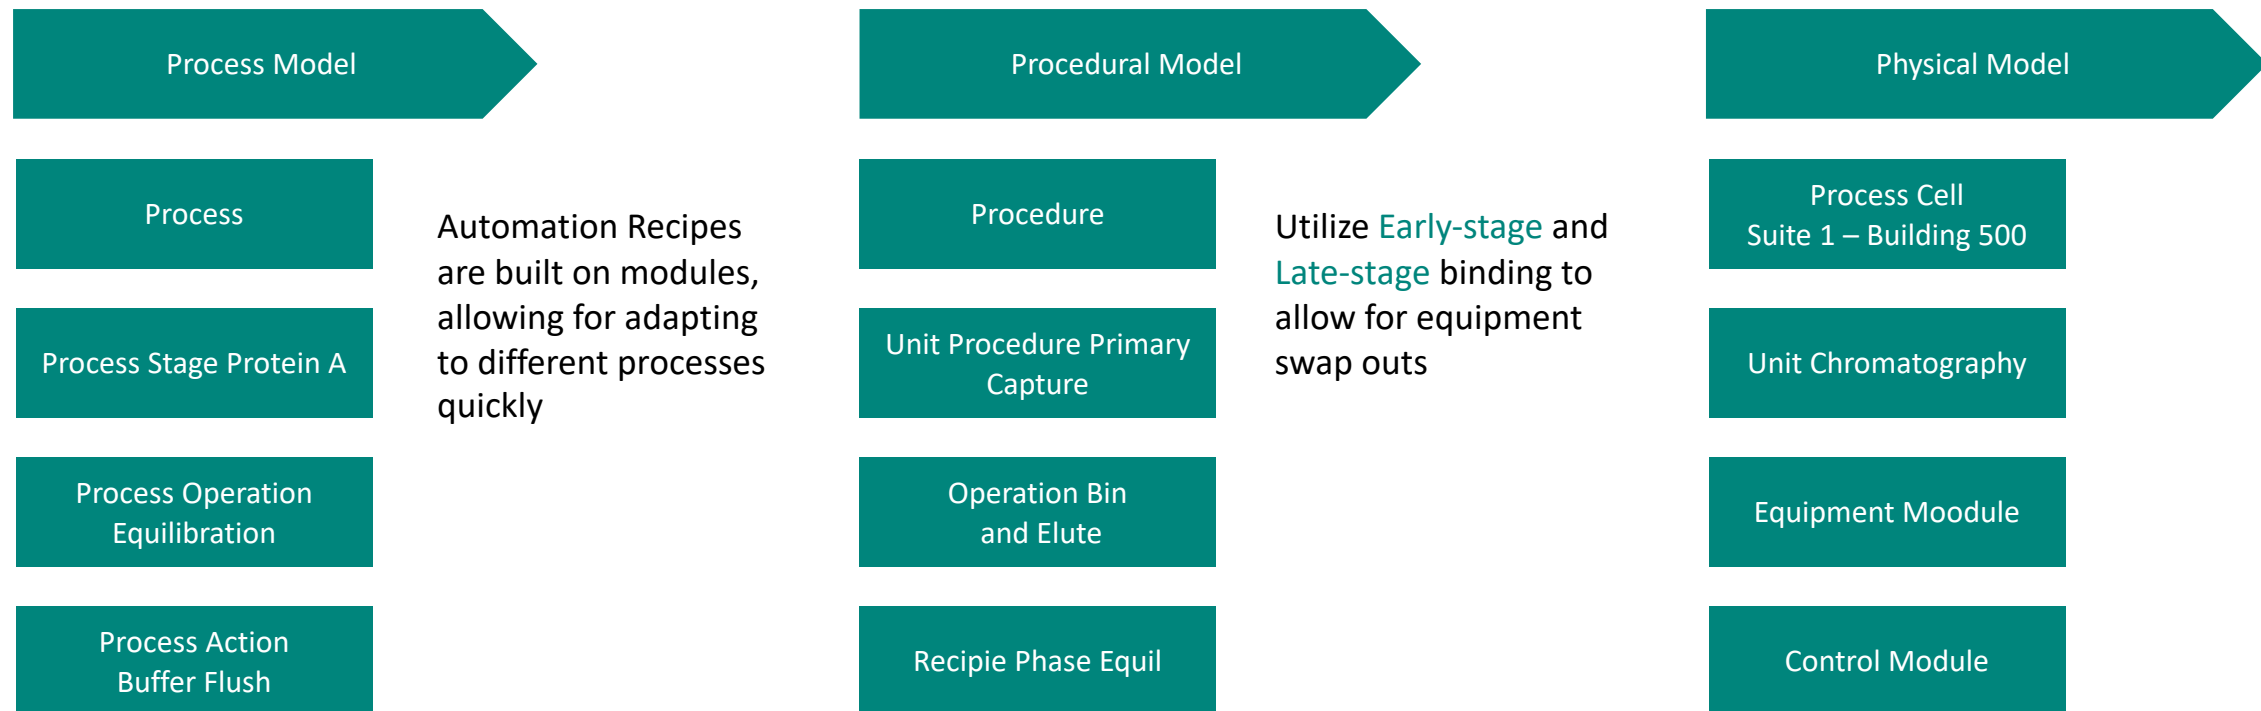 Process Model
Procedural Model
Physical Model
Process
Process Stage Protein A
Process Operation
Equilibration
Process Action
Buffer Flush
Automation Recipes
are built on modules,
allowing for adapting
to different processes
quickly
Procedure
Unit Procedure Primary
Capture
Operation Bin
and Elute
Recipie Phase Equil
Utilize Early-stage and
Late-stage binding to
allow for equipment
swap outs
Process Cell
Suite 1 – Building 500
Unit Chromatography
Equipment Moodule
Control Module